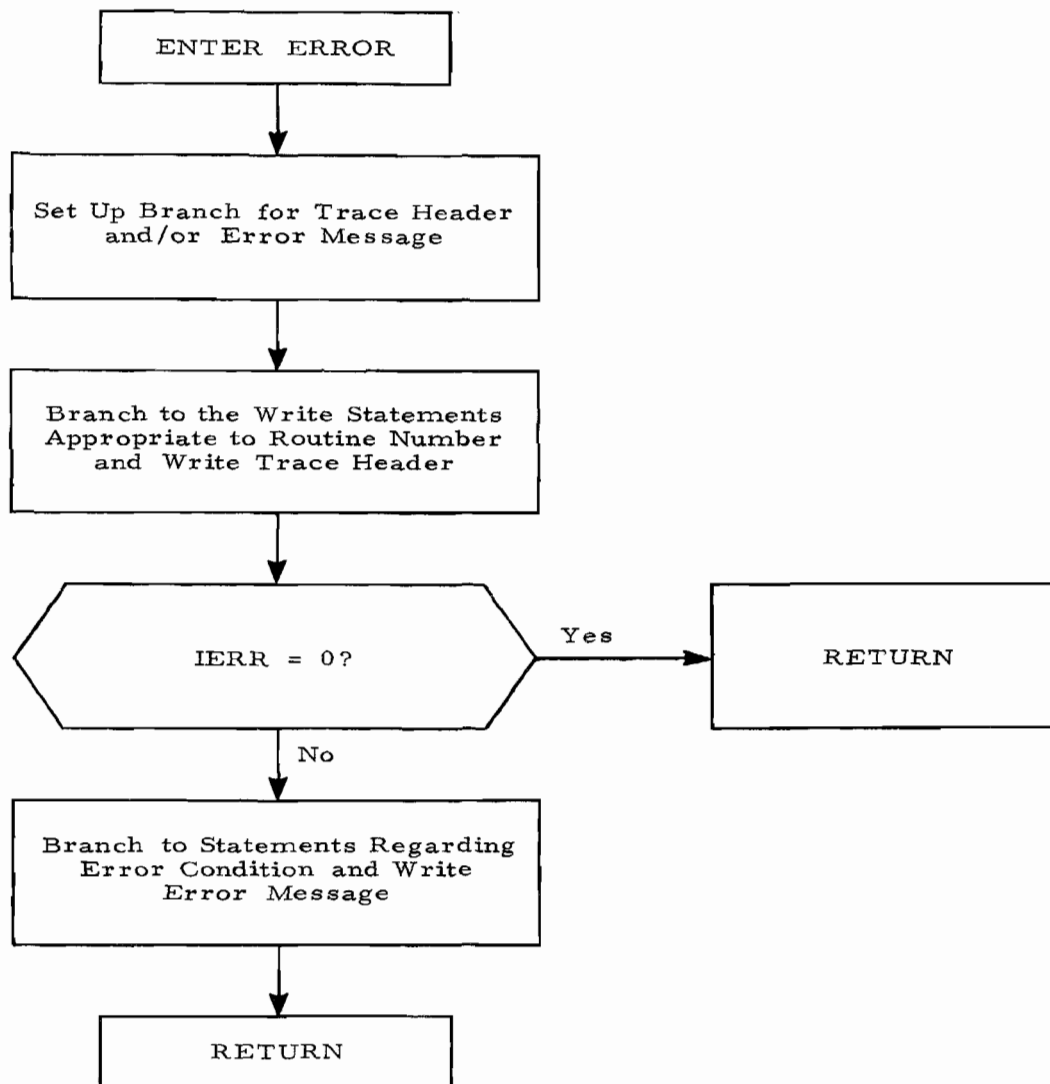 ENTER ERROR
Set Up Branch for Trace Header
and/or Error Message
Branch to the Write Statements
Appropriate to Routine Number
and Write Trace Header
IERR = 0?
Yes
RETURN
No
Branch to Statements Regarding
Error Condition and Write
Error Message
RETURN